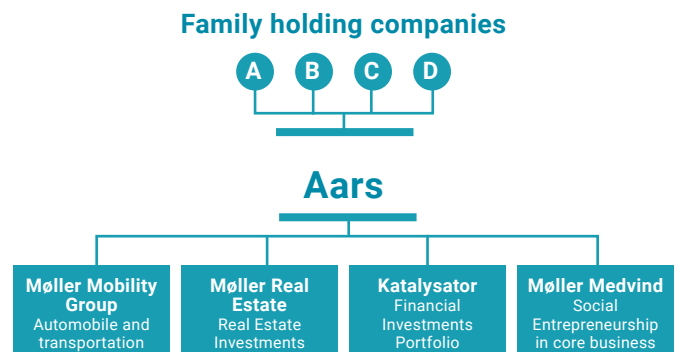 Family holding companies
A B C D
Aars
Møller Mobility
Group
Automobile and
transportation
Møller Real
Estate
Real Estate
Investments
Katalysator
Financial
Investments
Portfolio
Møller Medvind
Social
Entrepreneurship
in core business